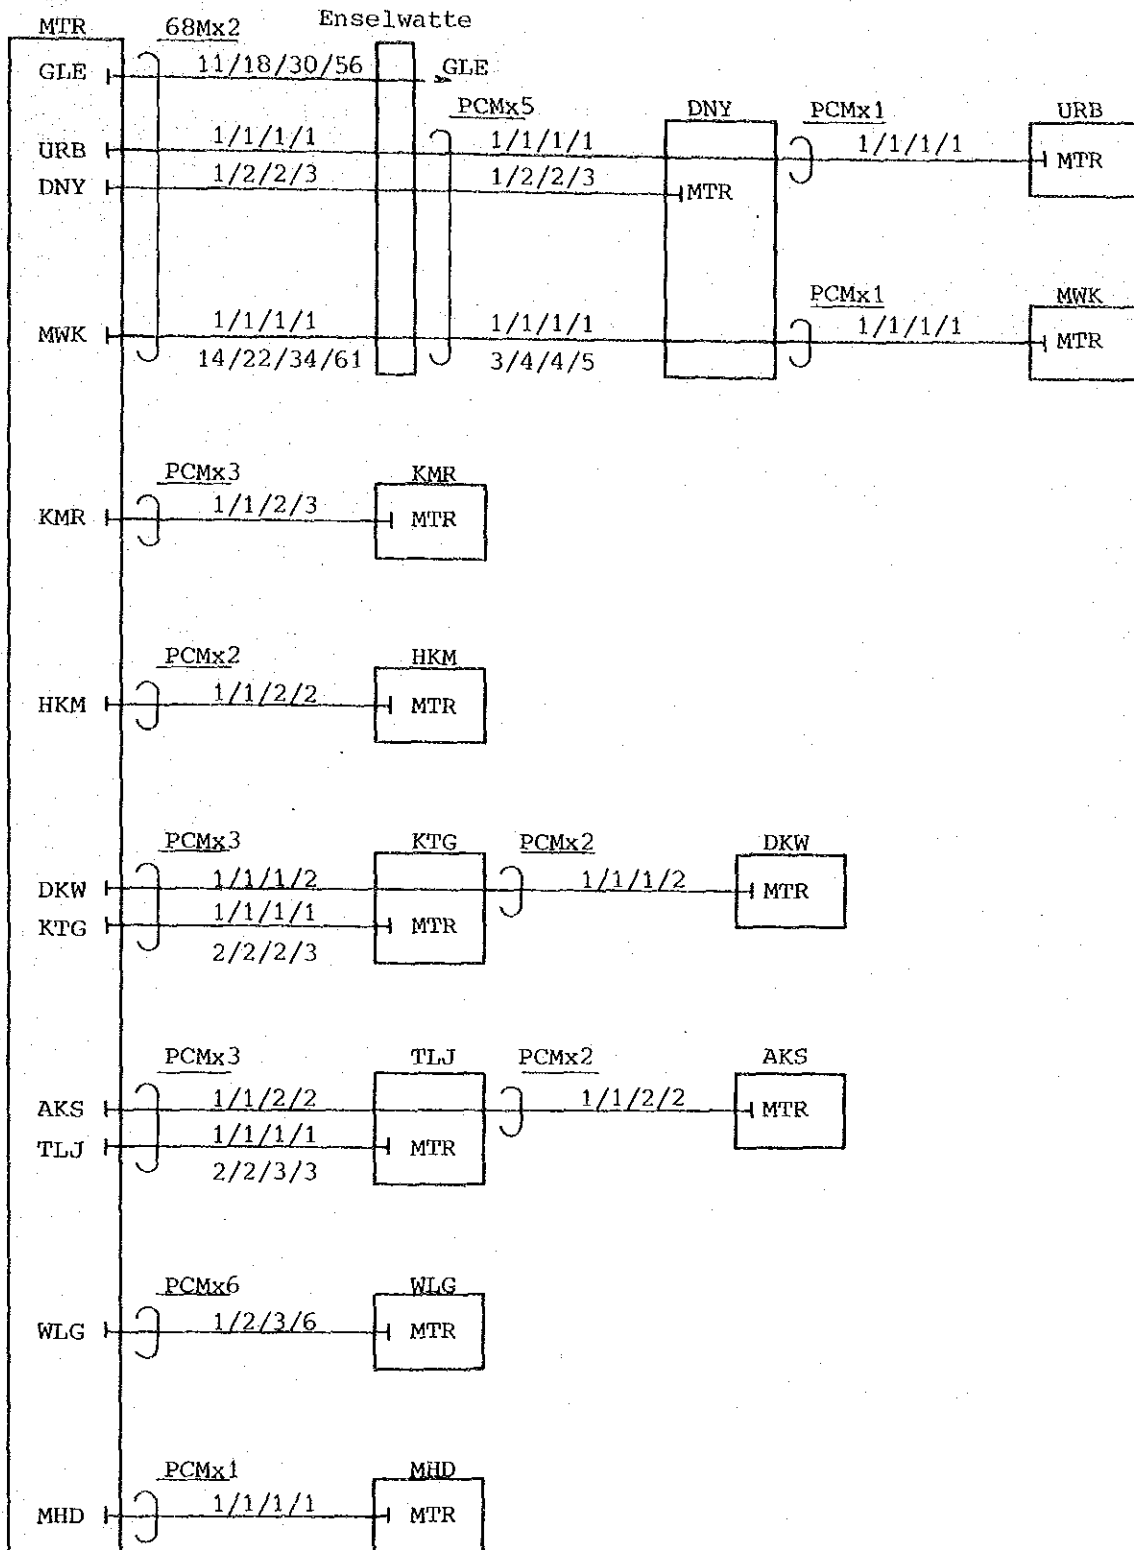 MTR 68Mx2 Enselwatte
GLE 11/18/30/56 GLE
PCMx5 DNY PCMx1 URB
URB 1/1/1/1 1/1/1/1 1/1/1/1 MTR
DNY 1/2/2/3 1/2/2/3 MTR
PCMx1 MWK
MWK 1/1/1/1 1/1/1/1 1/1/1/1 MTR
14/22/34/61 3/4/4/5
PCMx3 KMR
KMR 1/1/2/3 MTR
PCMx2 HKM
HKM 1/1/2/2 MTR
PCMx3 KTG PCMx2 DKW
DKW 1/1/1/2 1/1/1/2 MTR
KTG 1/1/1/1 MTR
2/2/2/3
PCMx3 TLJ PCMx2 AKS
AKS 1/1/2/2 1/1/2/2 MTR
TLJ 1/1/1/1 MTR
2/2/3/3
PCMx6 WLG
WLG 1/2/3/6 MTR
PCMx1 MHD
MHD 1/1/1/1 MTR